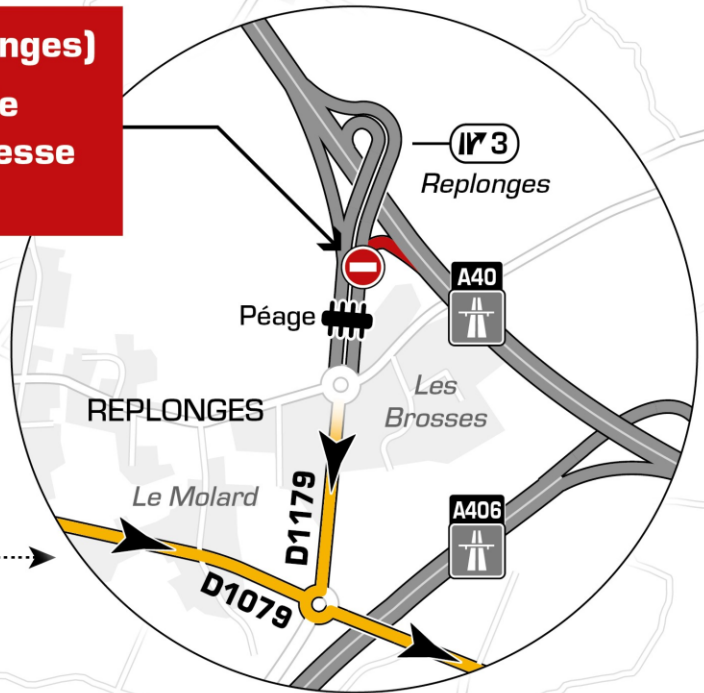 nges)
e
esse
3
Replonges
A40
Péage
Les
Brosses
REPLONGES
Le Molard
D1179
A406
D1079